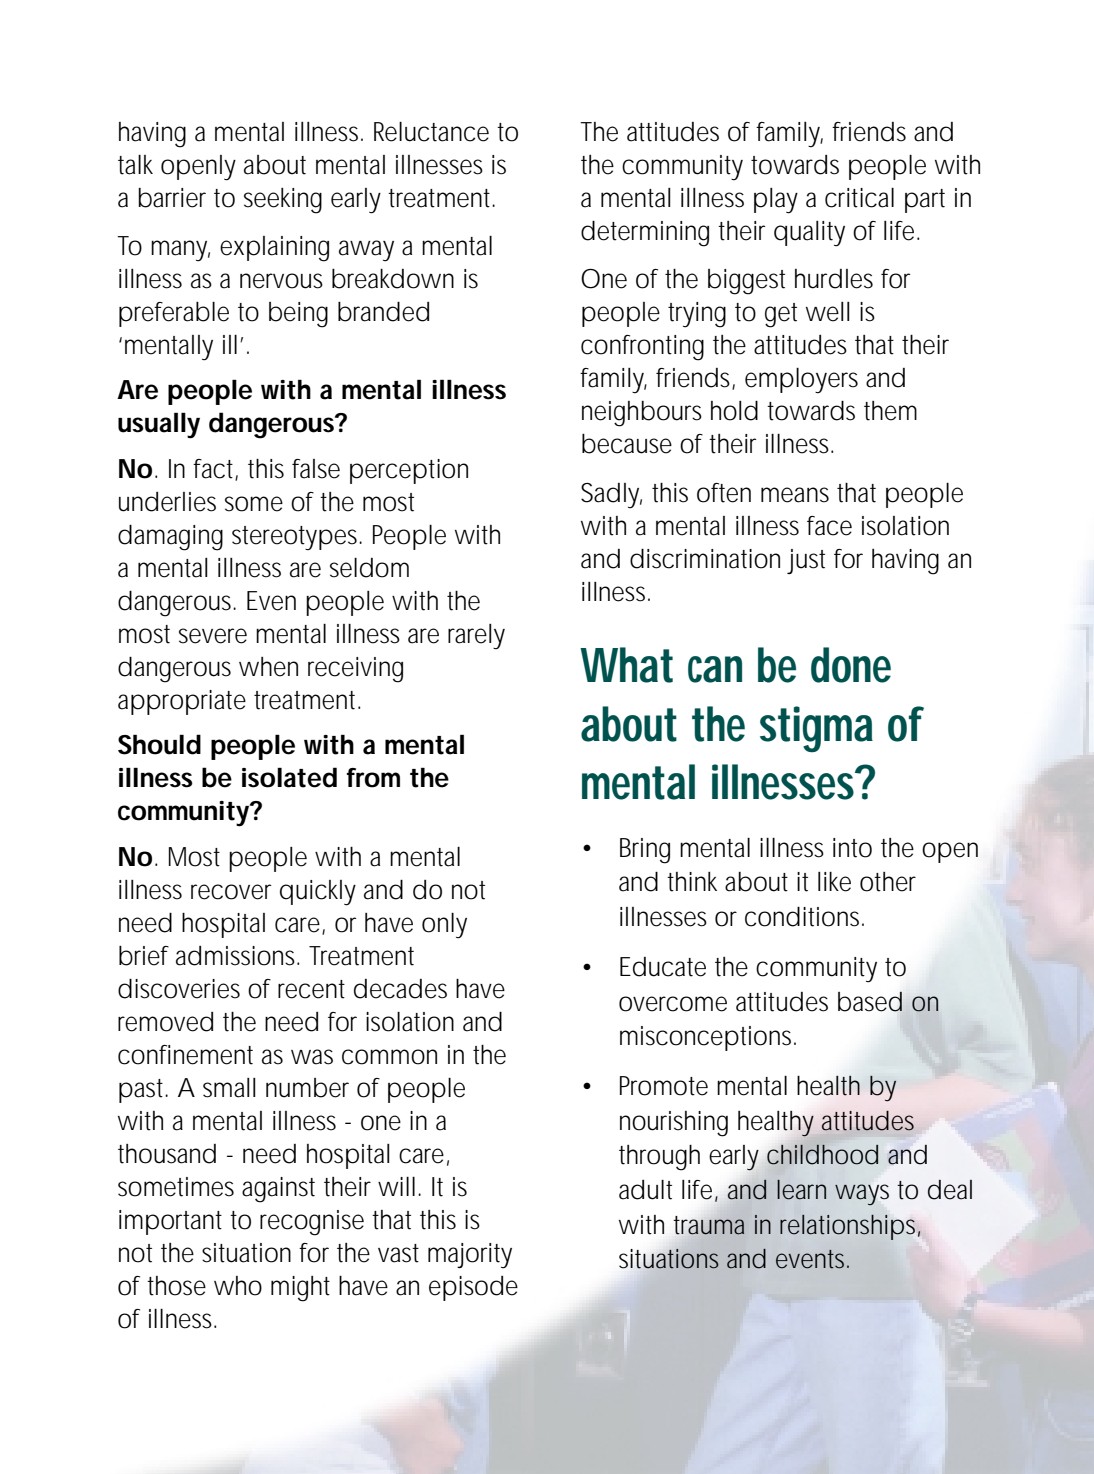 having a mental illness. Reluctance to
talk openly about mental illnesses is
a barrier to seeking early treatment.
To many, explaining away a mental
illness as a nervous breakdown is
preferable to being branded
‘mentally ill’.
Are people with a mental illness
usually dangerous?
No. In fact, this false perception
underlies some of the most
damaging stereotypes. People with
a mental illness are seldom
dangerous. Even people with the
most severe mental illness are rarely
dangerous when receiving
appropriate treatment.
Should people with a mental
illness be isolated from the
community?
No. Most people with a mental
illness recover quickly and do not
need hospital care, or have only
brief admissions. Treatment
discoveries of recent decades have
removed the need for isolation and
confinement as was common in the
past. A small number of people
with a mental illness - one in a
thousand - need hospital care,
sometimes against their will. It is
important to recognise that this is
not the situation for the vast majority
of those who might have an episode
of illness.
The attitudes of family, friends and
the community towards people with
a mental illness play a critical part in
determining their quality of life.
One of the biggest hurdles for
people trying to get well is
confronting the attitudes that their
family, friends, employers and
neighbours hold towards them
because of their illness.
Sadly, this often means that people
with a mental illness face isolation
and discrimination just for having an
illness.
What can be done
about the stigma of
mental illnesses?
• Bring mental illness into the open
and think about it like other
illnesses or conditions.
• Educate the community to
overcome attitudes based on
misconceptions.
• Promote mental health by
nourishing healthy attitudes
through early childhood and
adult life, and learn ways to deal
with trauma in relationships,
situations and events.